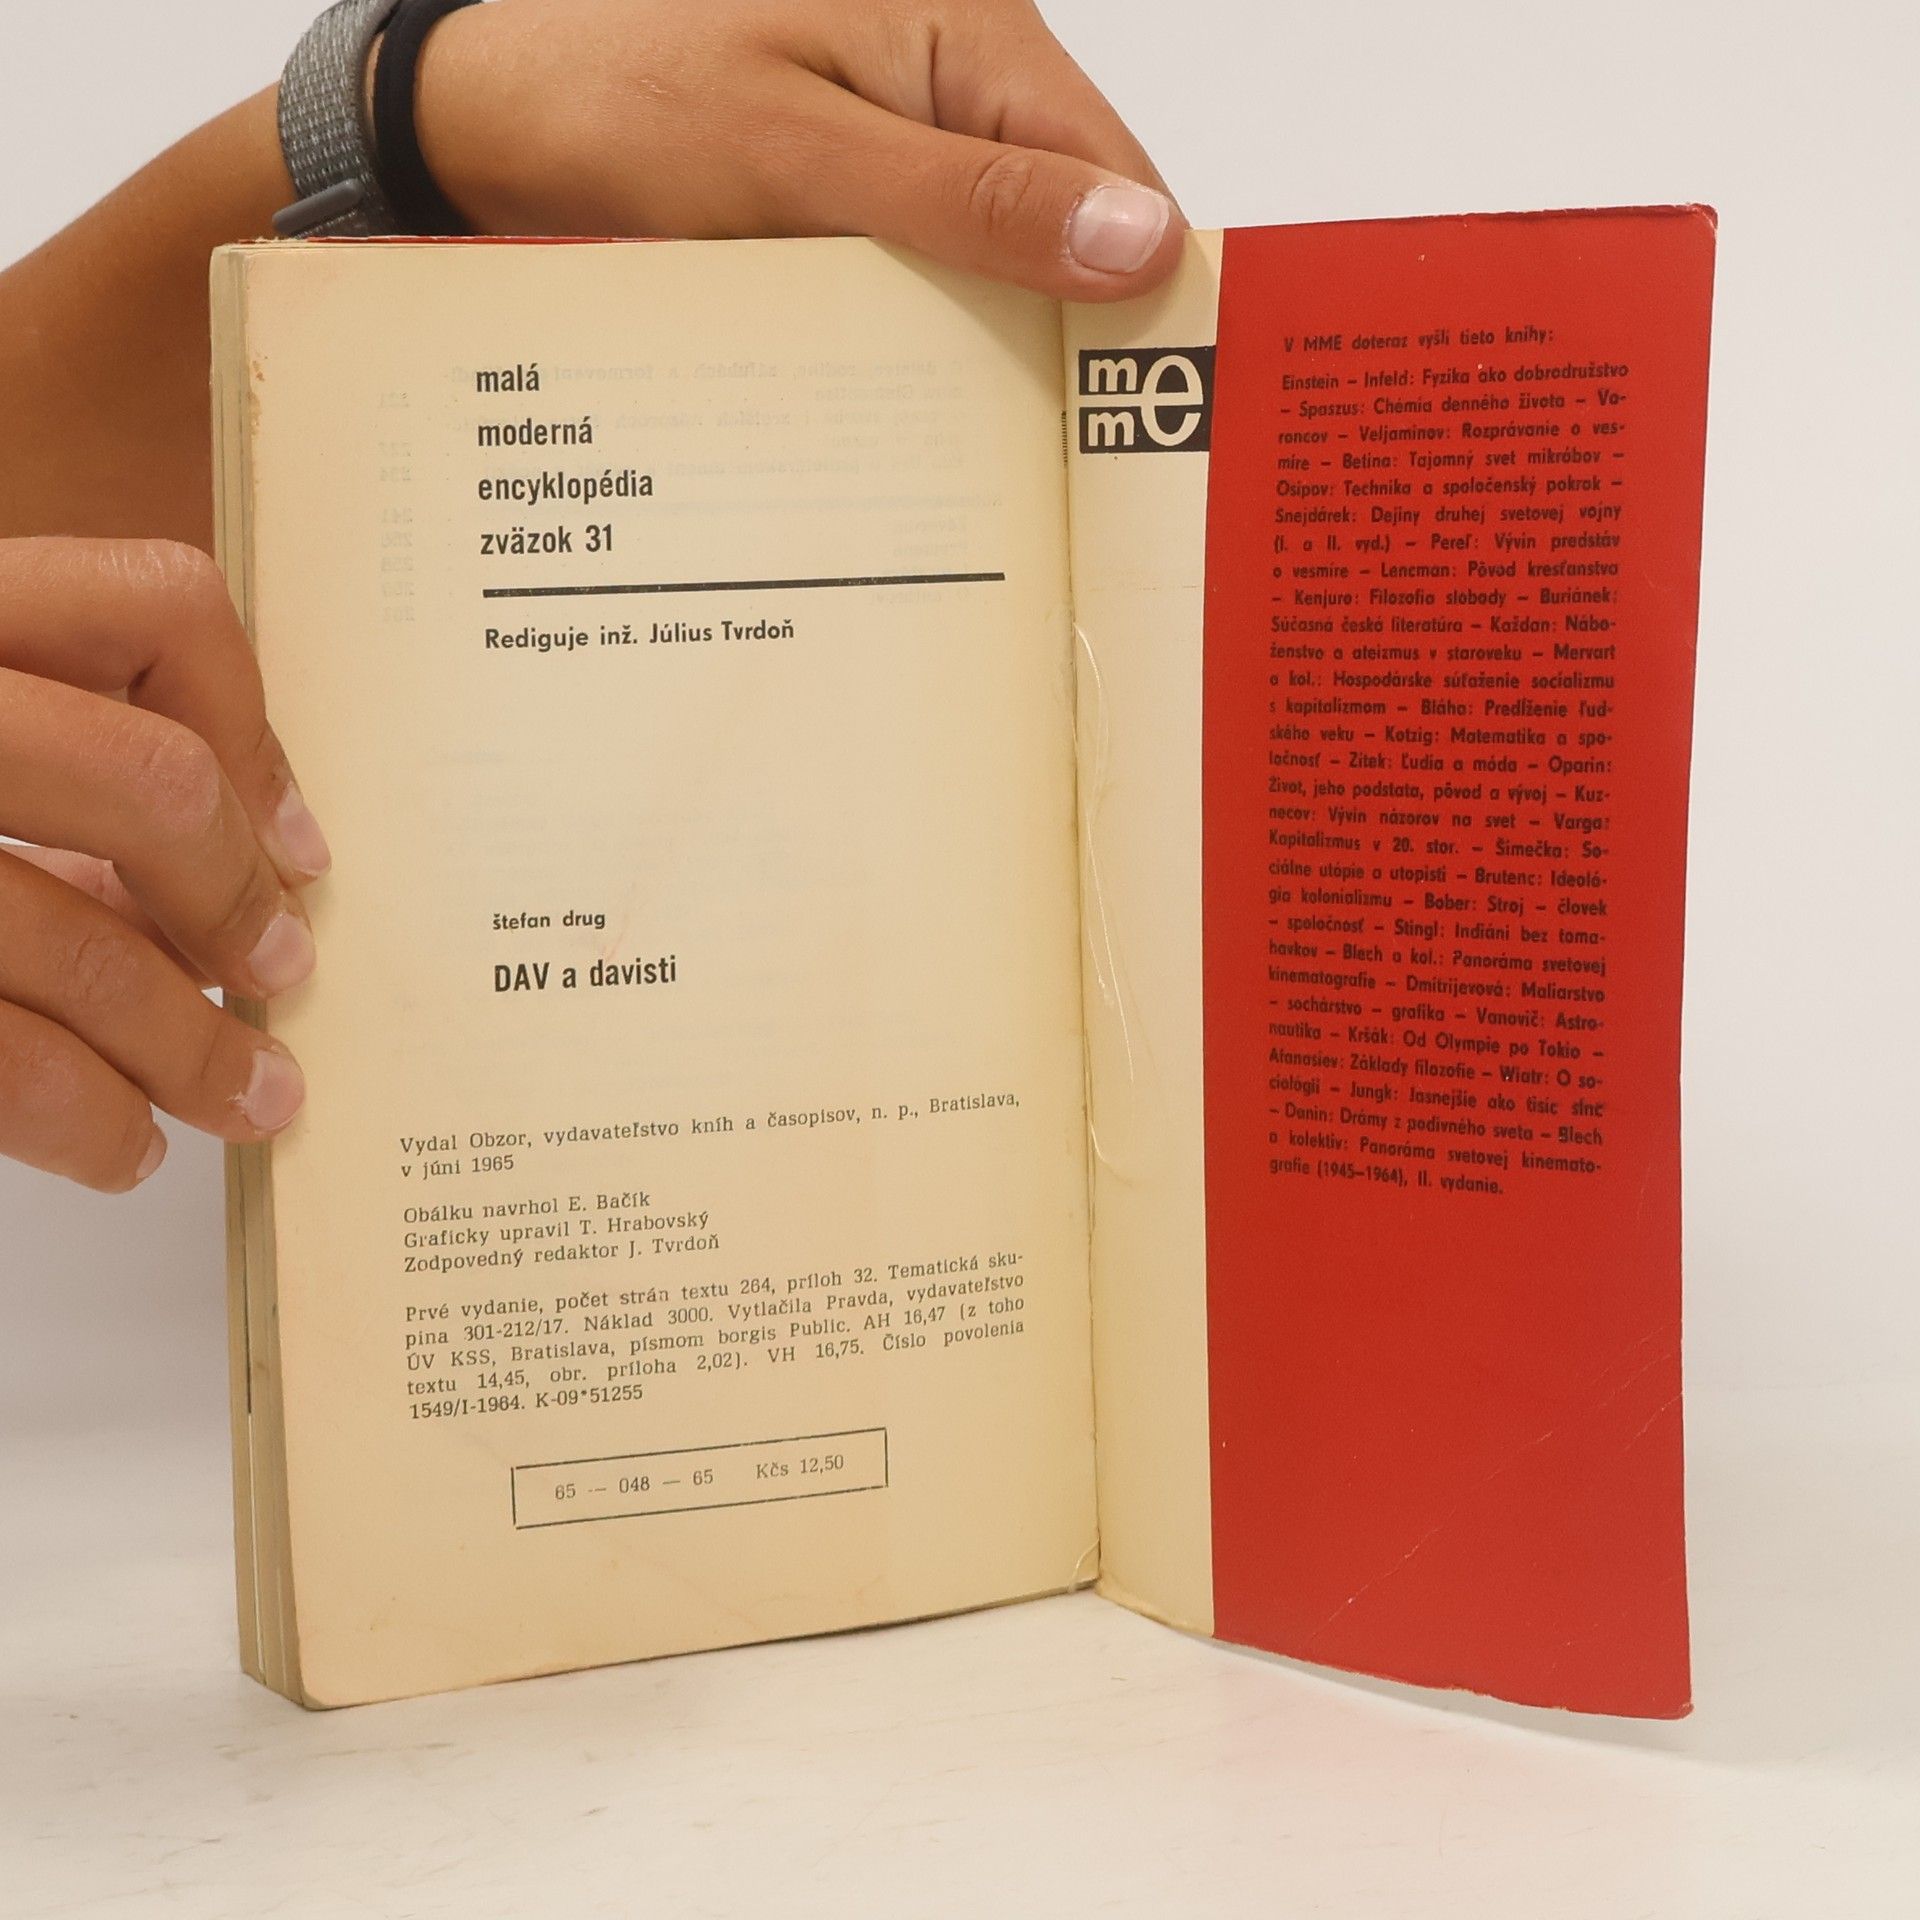 malá
moderná
encyklopédia
zväzok 31
Rediguje inž. Július Tvrdoň
štefan drug
DAV a davisti
Vydal Obzor, vydavateľstvo kníh a časopisov, n. p., Bratislava,
v júni 1965
Obálku navrhol E. Bačík
Graficky upravil T. Hrabovský
Zodpovedný redaktor J. Tvrdoň
Prvé vydanie, počet strán textu 264, príloh 32. Tematická sku-
pina 301-212/17. Náklad 3000. Vytlačila Pravda, vydavateľstvo
ÚV KSS, Bratislava, písmom borgis Public. AH 16,47 (z toho
textu 14,45, obr. príloha 2,02). VH 16,75. Číslo povolenia
1549/I-1964. K-09*51255
65 — 048 — 65 Kčs 12,50
mme
V MME doteraz vyšli tieto knihy:
Einstein – Infeld: Fyzika ako dobrodružstvo
– Spaszus: Chémia denného života – Vo-
roncov – Veljaminov: Rozprávanie o ves-
míre – Betina: Tajomný svet mikróbov –
Osipov: Technika a spoločenský pokrok –
Snejdárek: Dejiny druhej svetovej vojny
(I. a II. vyd.) – Pereľ: Vývin predstáv
o vesmíre – Lencman: Pôvod kresťanstva
– Kenjuro: Filozofia slobody – Buriánek:
Súčasná česká literatúra – Každan: Nábo-
ženstvo a ateizmus v staroveku – Mervart
a kol.: Hospodárske súťaženie socializmu
s kapitalizmom – Bláha: Predĺženie ľud-
ského veku – Kotzig: Matematika a spo-
ločnosť – Zítek: Ľudia a móda – Oparin:
Život, jeho podstata, pôvod a vývoj – Kuz-
necov: Vývin názorov na svet – Varga:
Kapitalizmus v 20. stor. – Šimečka: So-
ciálne utópie a utopisti – Brutenc: Ideoló-
gia kolonializmu – Bober: Stroj – človek
– spoločnosť – Stingl: Indiáni bez toma-
havkov – Blech a kol.: Panoráma svetovej
kinematografie – Dmitrijevová: Maliarstvo
– sochárstvo – grafika – Vanovič: Astro-
nautika – Kršák: Od Olympie po Tokio –
Afanasiev: Základy filozofie – Wiatr: O so-
ciológii – Jungk: Jasnejšie ako tisíc slnc
– Danin: Drámy z podivného sveta – Blech
a kolektív: Panoráma svetovej kinemato-
grafie (1945–1964), II. vydanie.